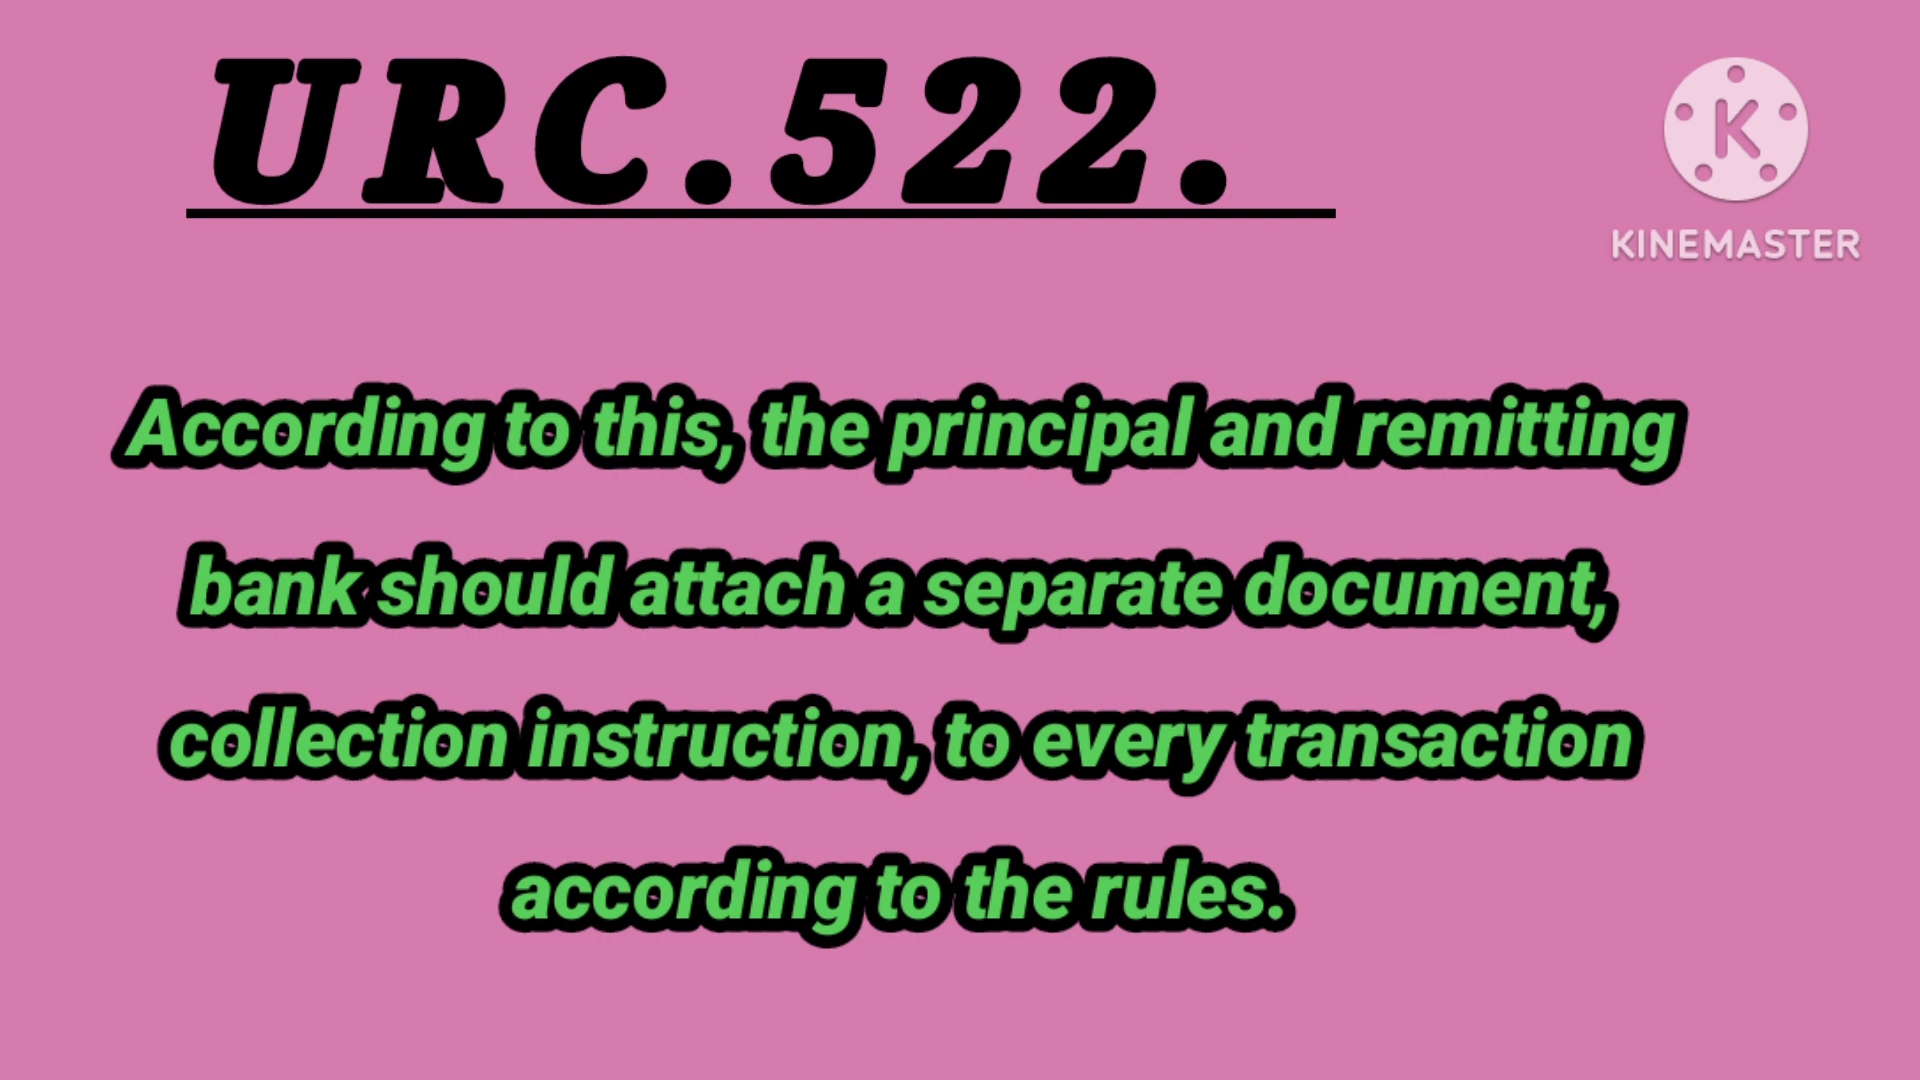 URC.522.
K
KINEMASTER
According to this, the principal and remitting
bank should attach a separate document,
collection instruction, to every transaction
according to the rules.